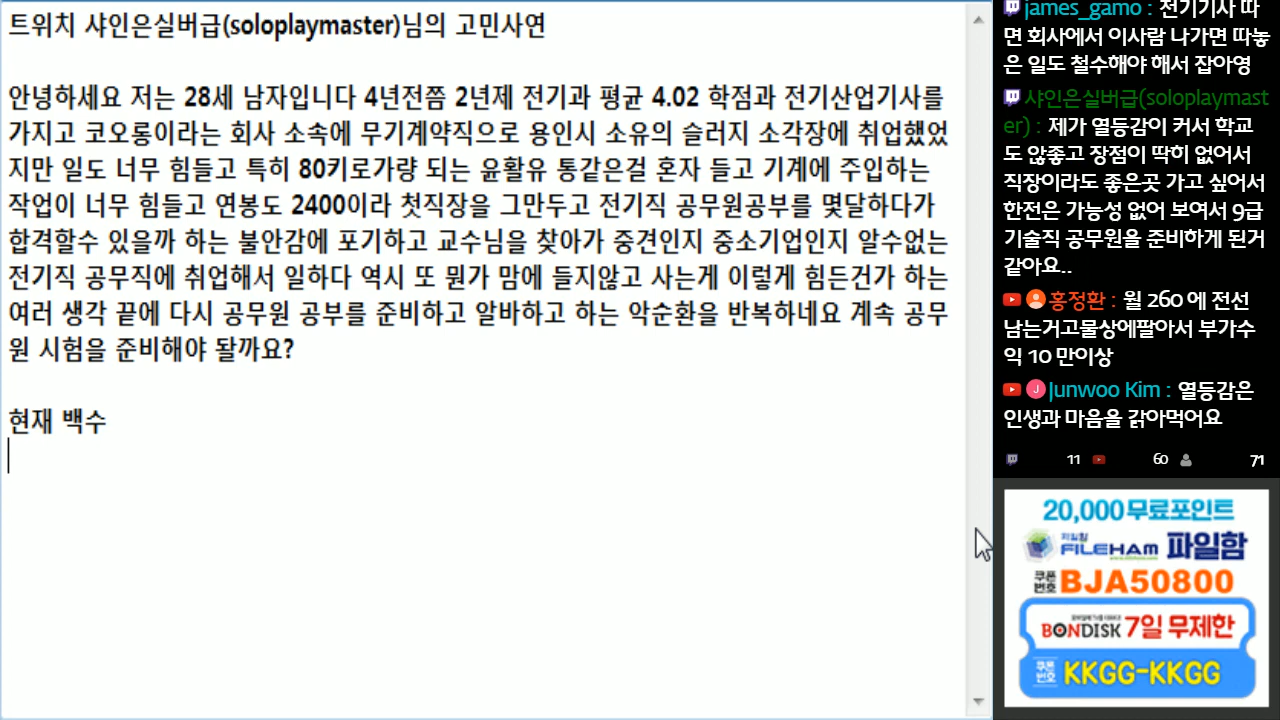 트위치 샤인은실버급(soloplaymaster)님의 고민사연
안녕하세요 저는 28세 남자입니다 4년전쯤 2년제 전기과 평균 4.02 학점과 전기산업기사를
가지고 코오롱이라는 회사 소속에 무기계약직으로 용인시 소유의 슬러지 소각장에 취업했었
지만 일도 너무 힘들고 특히 80키로가량 되는 윤활유 통같은걸 혼자 들고 기계에 주입하는
작업이 너무 힘들고 연봉도 2400이라 첫직장을 그만두고 전기직 공무원공부를 몇달하다가
합격할수 있을까 하는 불안감에 포기하고 교수님을 찾아가 중견인지 중소기업인지 알수없는
전기직 공무직에 취업해서 일하다 역시 또 뭔가 맘에 들지않고 사는게 이렇게 힘든건가 하는
여러 생각 끝에 다시 공무원 공부를 준비하고 알바하고 하는 악순환을 반복하네요 계속 공무
원 시험을 준비해야 돨까요?
현재 백수
james_gamo : 전기기사 따
면 회사에서 이사람 나가면 따놓
은 일도 철수해야 해서 잡아영
샤인은실버급(soloplaymast
er) : 제가 열등감이 커서 학교
도 않좋고 장점이 딱히 없어서
직장이라도 좋은곳 가고 싶어서
한전은 가능성 없어 보여서 9급
기술직 공무원을 준비하게 된거
같아요..
홍정환 : 월 260 에 전선
남는거고물상에팔아서 부가수
익 10 만이상
J Junwoo Kim : 열등감은
인생과 마음을 갉아먹어요
11 60 71
20,000무료포인트
파일함 FILEHAM 파일함
쿠폰번호 BJA50800
BONDISK 7일 무제한
쿠폰번호 KKGG-KKGG